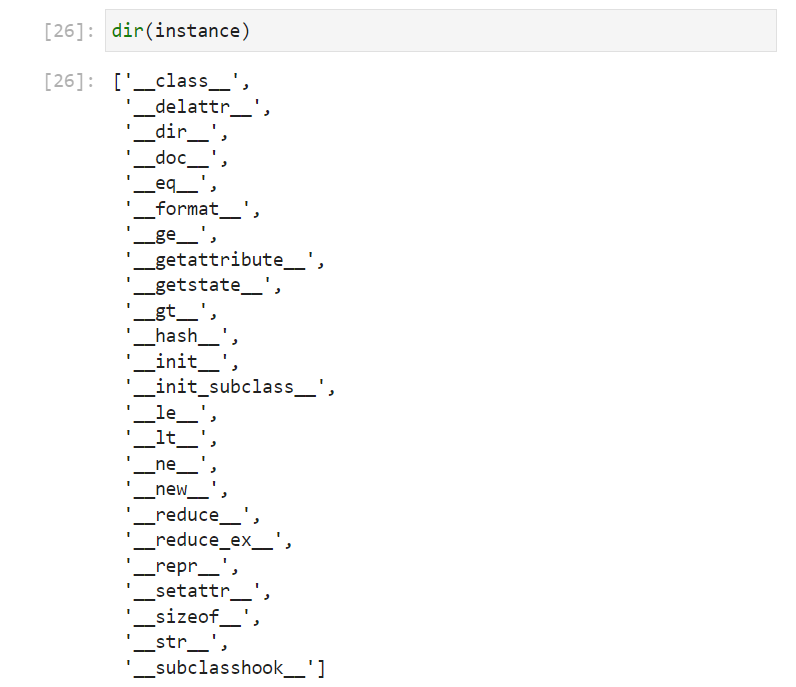 [26]: dir(instance)
[26]: ['__class__',
'__delattr__',
'__dir__',
'__doc__',
'__eq__',
'__format__',
'__ge__',
'__getattribute__',
'__getstate__',
'__gt__',
'__hash__',
'__init__',
'__init_subclass__',
'__le__',
'__lt__',
'__ne__',
'__new__',
'__reduce__',
'__reduce_ex__',
'__repr__',
'__setattr__',
'__sizeof__',
'__str__',
'__subclasshook__']